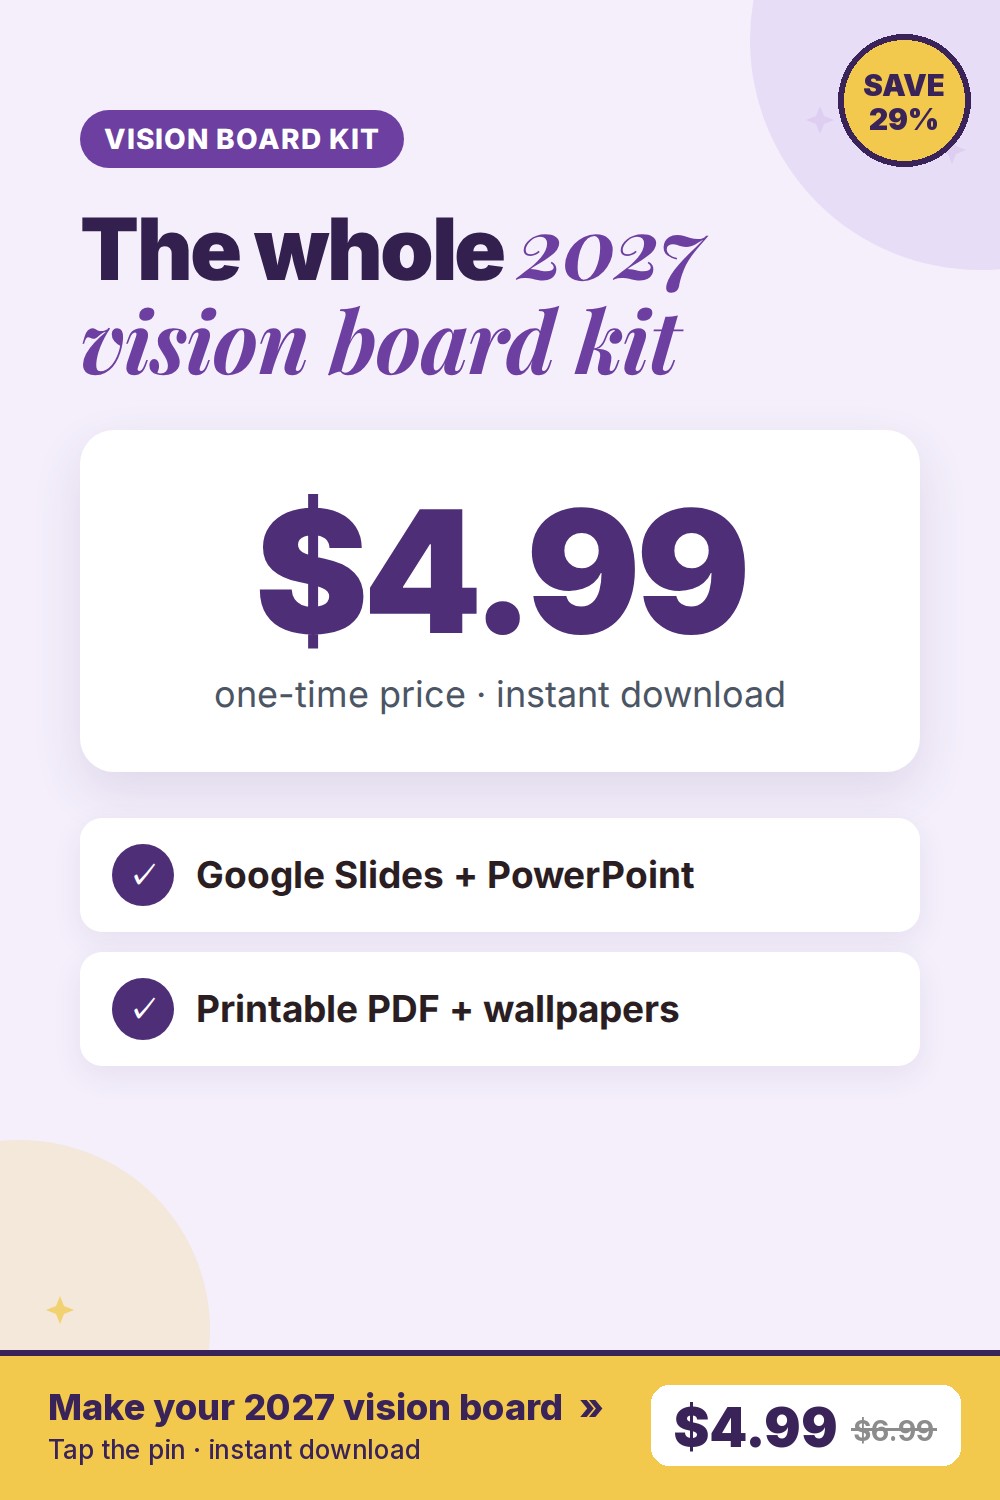 SAVE
29%
VISION BOARD KIT
The whole 2027
vision board kit
$4.99
one-time price · instant download
✓ Google Slides + PowerPoint
✓ Printable PDF + wallpapers
Make your 2027 vision board »
Tap the pin · instant download
$4.99 $6.99